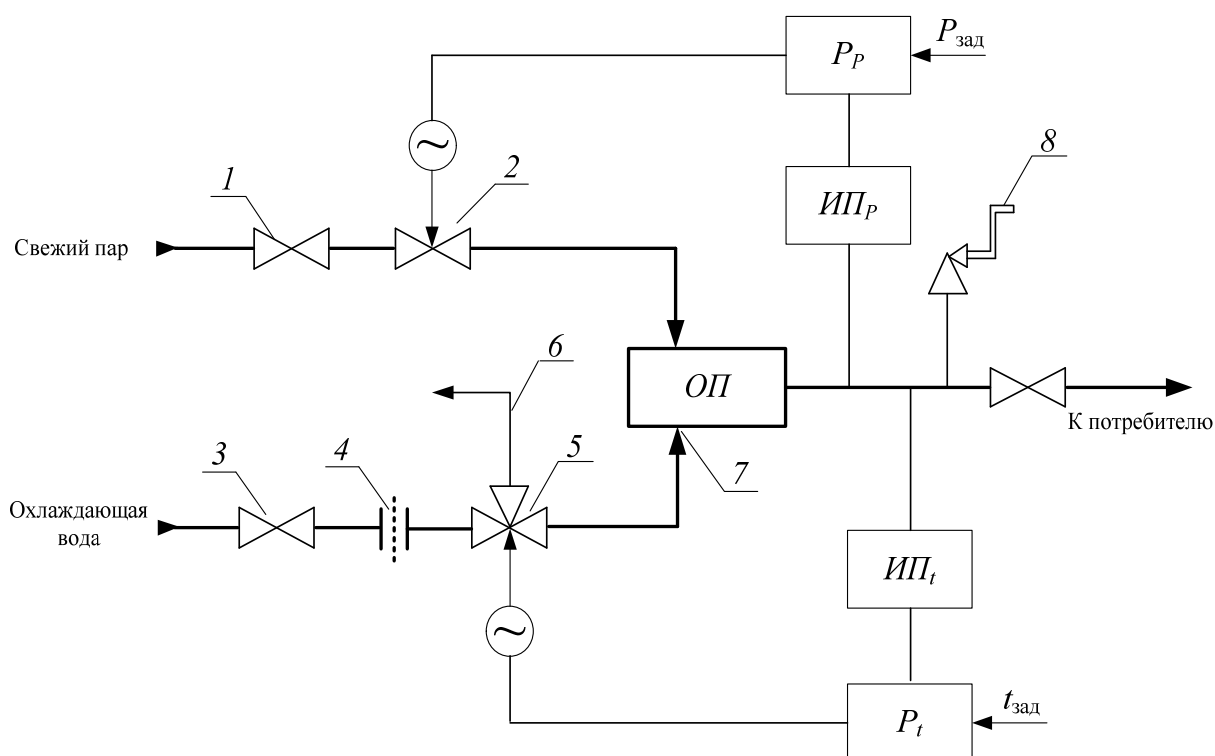 P_P
P_зад
8
1
2
ИП_P
Свежий пар
6
ОП
К потребителю
3
4
5
7
Охлаждающая
вода
ИП_t
P_t
t_зад